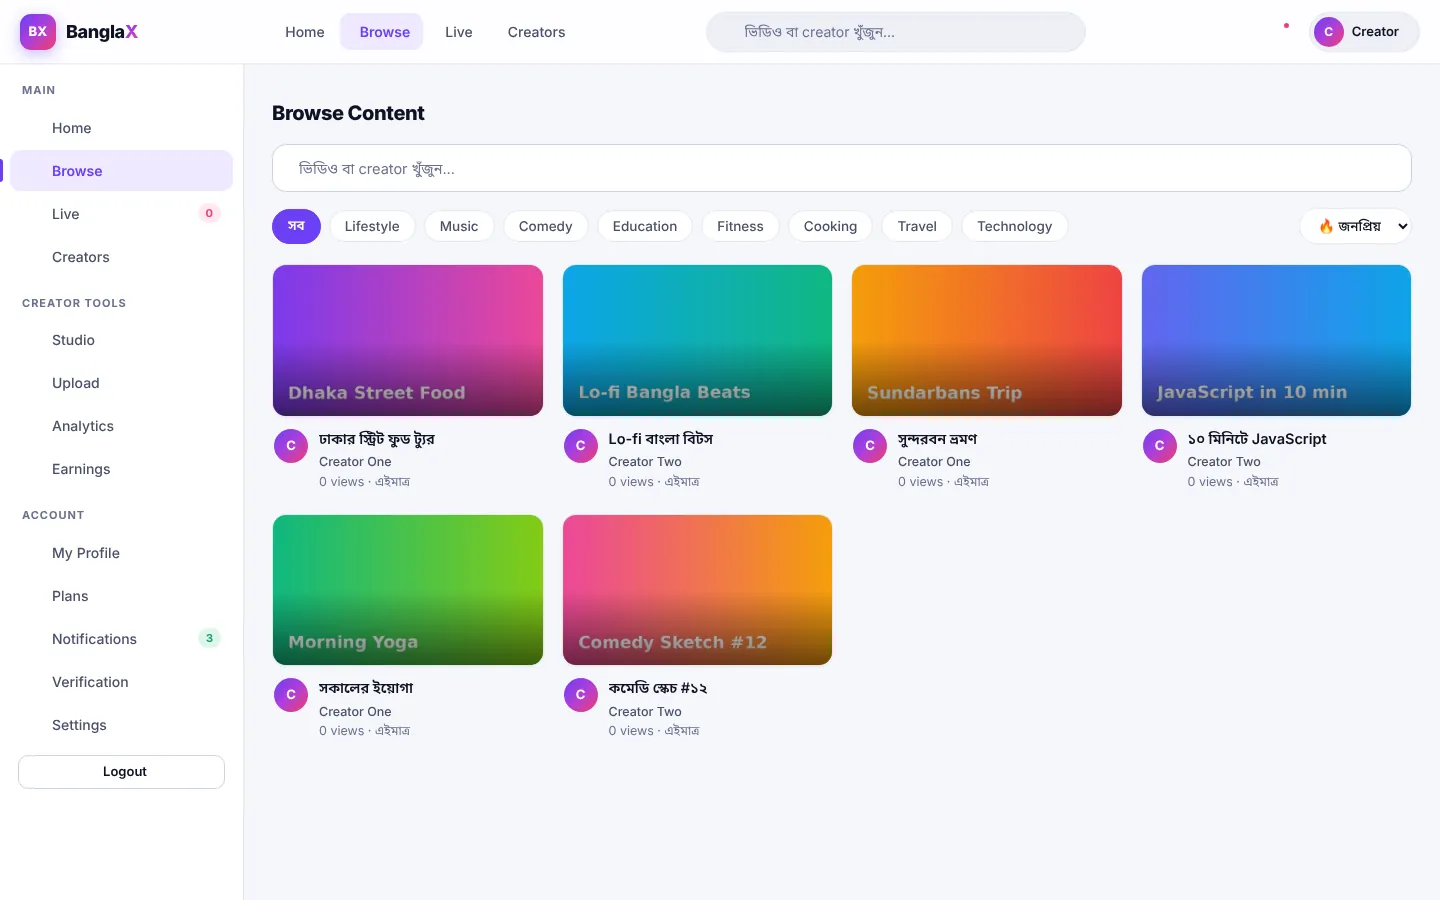 BX BanglaX
Home Browse Live Creators
ভিডিও বা creator খুঁজুন...
C Creator
MAIN
Home
Browse
Live 0
Creators
CREATOR TOOLS
Studio
Upload
Analytics
Earnings
ACCOUNT
My Profile
Plans
Notifications 3
Verification
Settings
Logout
Browse Content
ভিডিও বা creator খুঁজুন...
সব Lifestyle Music Comedy Education Fitness Cooking Travel Technology 🔥 জনপ্রিয়
Dhaka Street Food
C ঢাকার স্ট্রিট ফুড ট্যুর
Creator One
0 views · এইমাত্র
Lo-fi Bangla Beats
C Lo-fi বাংলা বিটস
Creator Two
0 views · এইমাত্র
Sundarbans Trip
C সুন্দরবন ভ্রমণ
Creator One
0 views · এইমাত্র
JavaScript in 10 min
C ১০ মিনিটে JavaScript
Creator Two
0 views · এইমাত্র
Morning Yoga
C সকালের ইয়োগা
Creator One
0 views · এইমাত্র
Comedy Sketch #12
C কমেডি স্কেচ #১২
Creator Two
0 views · এইমাত্র